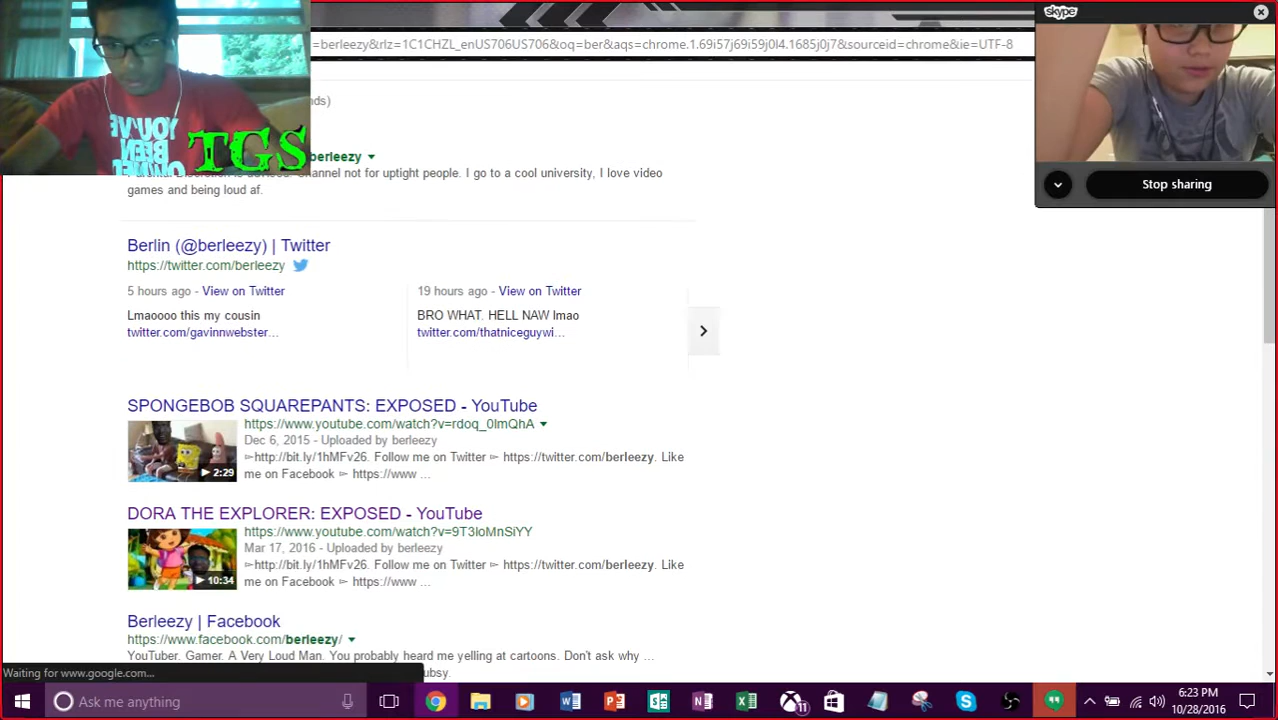 skype
=berleezy&rlz=1C1CHZL_enUS706US706&oq=ber&aqs=chrome.1.69i57j69i59j0l4.1685j0j7&sourceid=chrome&ie=UTF-8
nds)
YOU'VE
BEEN
TGS
berleezy
Stop sharing
Channel not for uptight people. I go to a cool university, I love video
games and being loud af.
Berlin (@berleezy) | Twitter
https://twitter.com/berleezy
5 hours ago - View on Twitter
19 hours ago - View on Twitter
Lmaoooo this my cousin
BRO WHAT. HELL NAW lmao
twitter.com/gavinnwebster...
twitter.com/thatniceguywi...
SPONGEBOB SQUAREPANTS: EXPOSED - YouTube
https://www.youtube.com/watch?v=rdoq_0lmQhA
Dec 6, 2015 - Uploaded by berleezy
➳http://bit.ly/1hMFv26. Follow me on Twitter ➳ https://twitter.com/berleezy. Like
2:29
me on Facebook ➳ https://www ...
DORA THE EXPLORER: EXPOSED - YouTube
https://www.youtube.com/watch?v=9T3IoMnSiYY
Mar 17, 2016 - Uploaded by berleezy
➳http://bit.ly/1hMFv26. Follow me on Twitter ➳ https://twitter.com/berleezy. Like
10:34
me on Facebook ➳ https://www ...
Berleezy | Facebook
https://www.facebook.com/berleezy/
YouTuber. Gamer. A Very Loud Man. You probably heard me yelling at cartoons. Don't ask why ...
Waiting for www.google.com...
ubsy.
Ask me anything
11
6:23 PM
10/28/2016